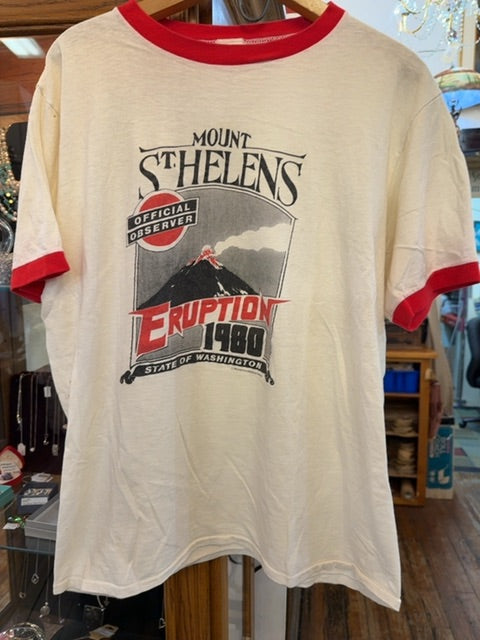 MOUNT
ST HELENS
OFFICIAL
OBSERVER
ERUPTION
1980
STATE OF WASHINGTON